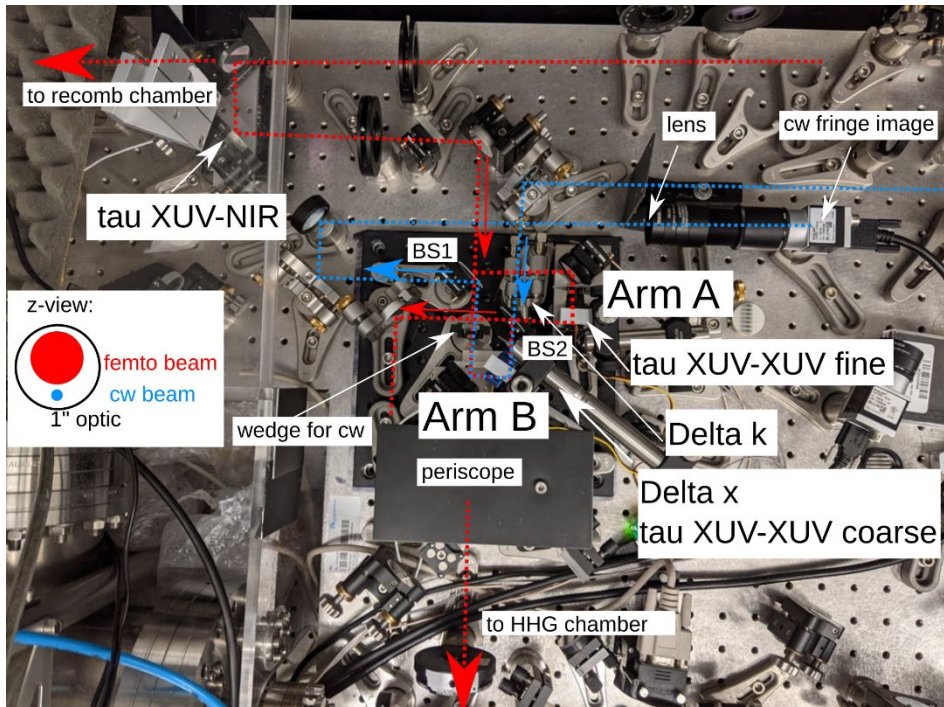 to recomb chamber
lens
cw fringe image
tau XUV-NIR
BS1
Arm A
z-view:
femto beam
cw beam
1" optic
BS2
tau XUV-XUV fine
wedge for cw
Arm B
Delta k
periscope
Delta x
tau XUV-XUV coarse
to HHG chamber